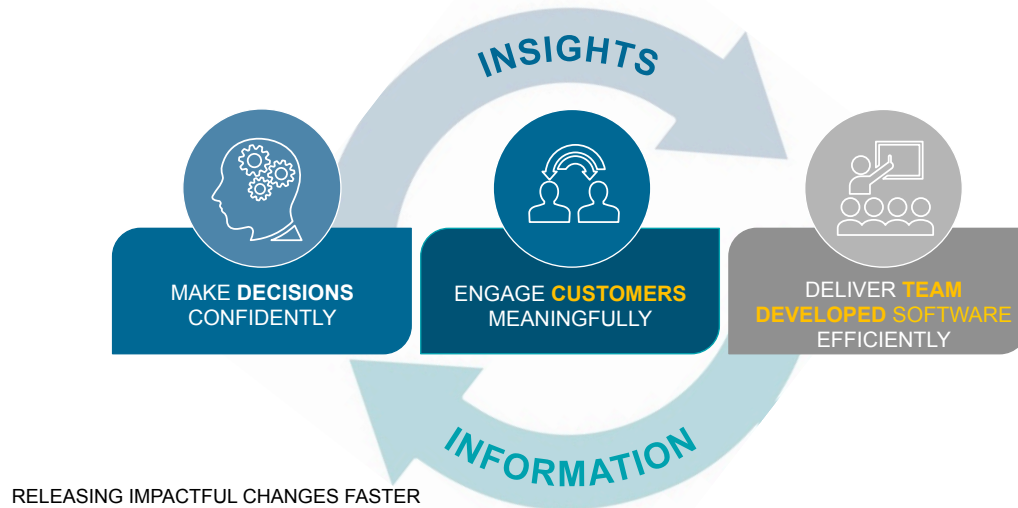 INSIGHTS
MAKE DECISIONS
CONFIDENTLY
ENGAGE CUSTOMERS
MEANINGFULLY
DELIVER TEAM
DEVELOPED SOFTWARE
EFFICIENTLY
INFORMATION
RELEASING IMPACTFUL CHANGES FASTER